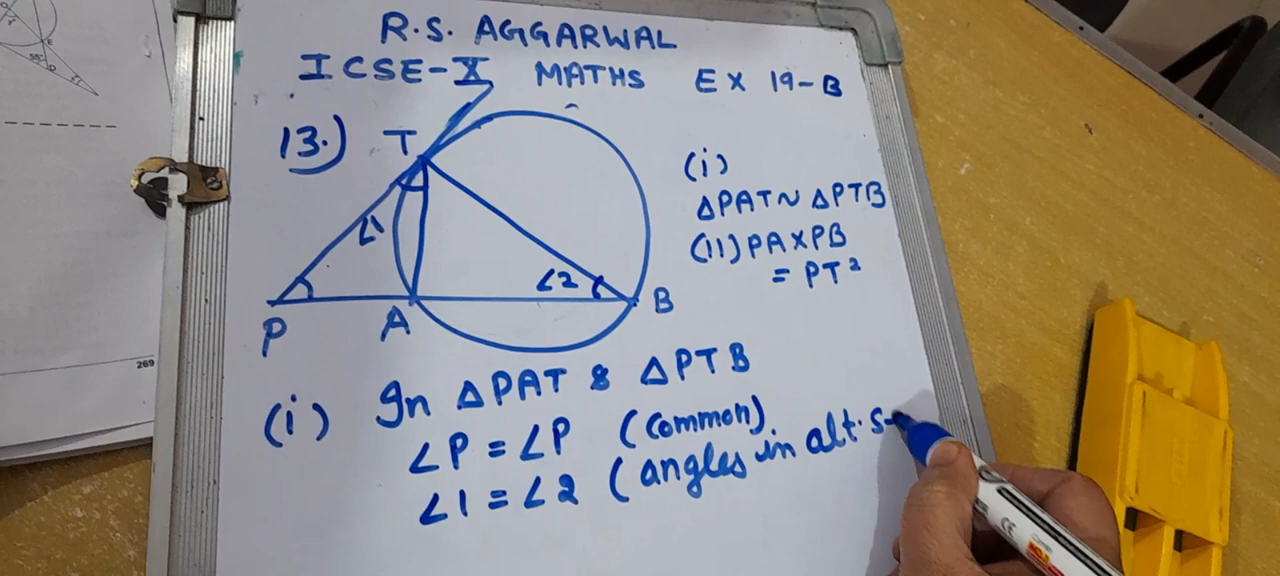 R.S. AGGARWAL
ICSE-X MATHS EX 19-B
13.)
T
∠1
∠2
P
A
B
(i)
ΔPAT ~ ΔPTB
(II) PA×PB
= PT²
(i) In ΔPAT & ΔPTB
∠P = ∠P (common).
∠1 = ∠2 (angles in alt. s
269